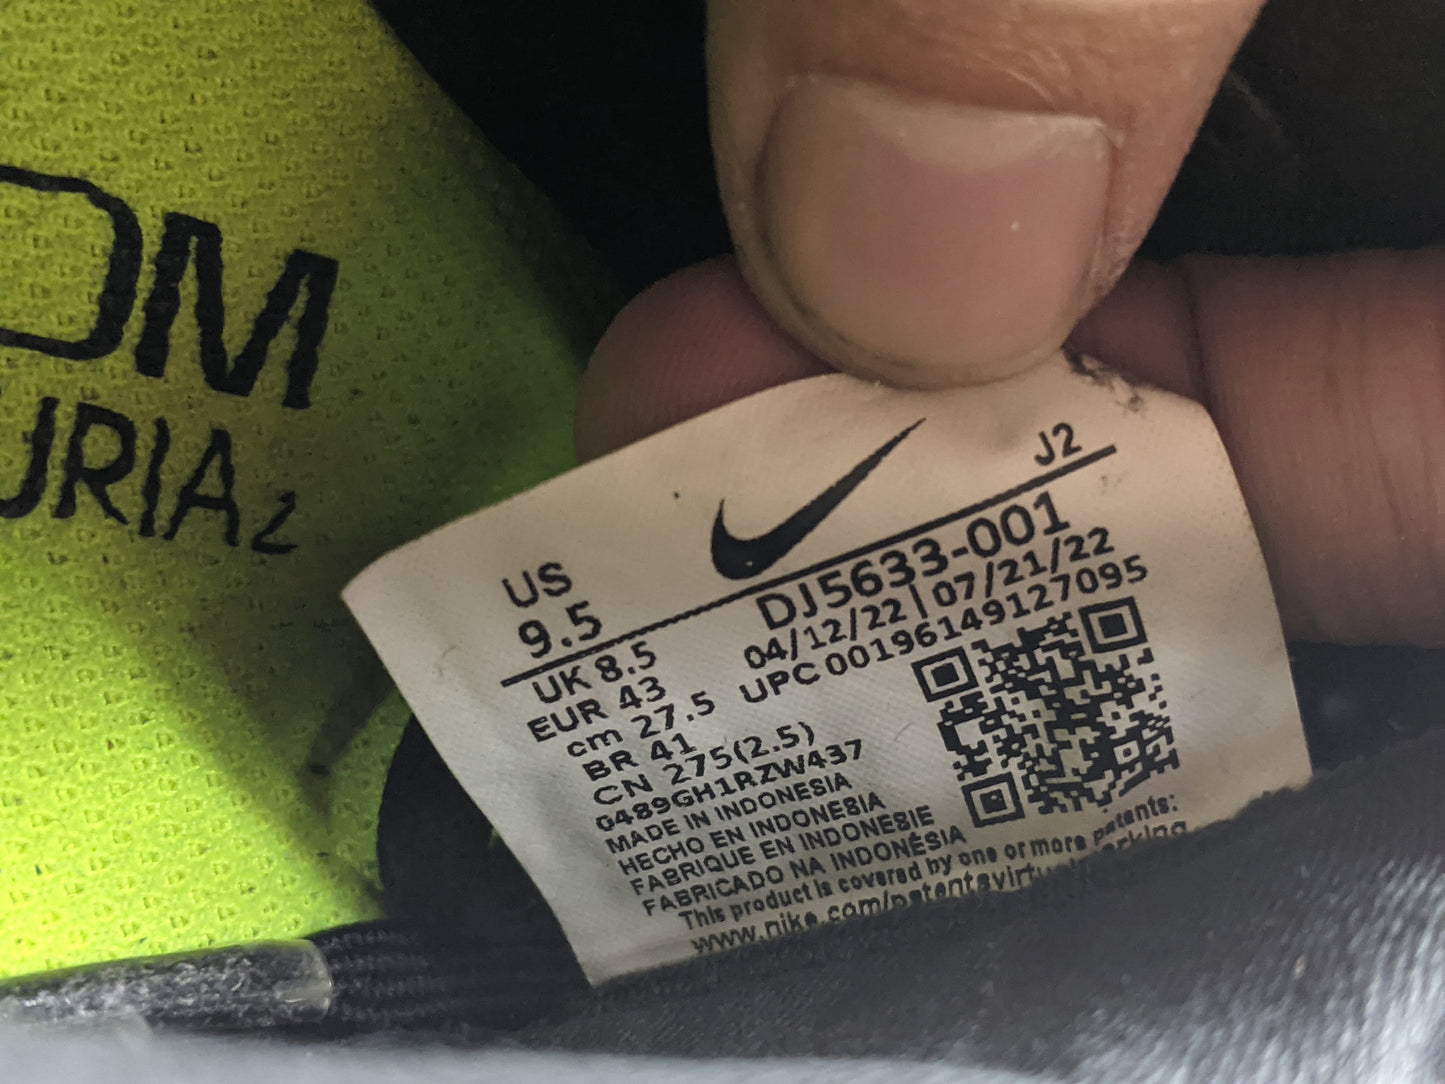 OM
URIA 2
J2
US
9.5
DJ5633-001
04/12/22 | 07/21/22
UPC 00196149127095
UK 8.5
EUR 43
cm 27.5
BR 41
CN 275(2.5)
0489GH1RZW437
MADE IN INDONESIA
HECHO EN INDONESIA
FABRIQUE EN INDONESIE
FABRICADO NA INDONÉSIA
This product is covered by one or more patents:
www.nike.com/patentsvirtualmarking